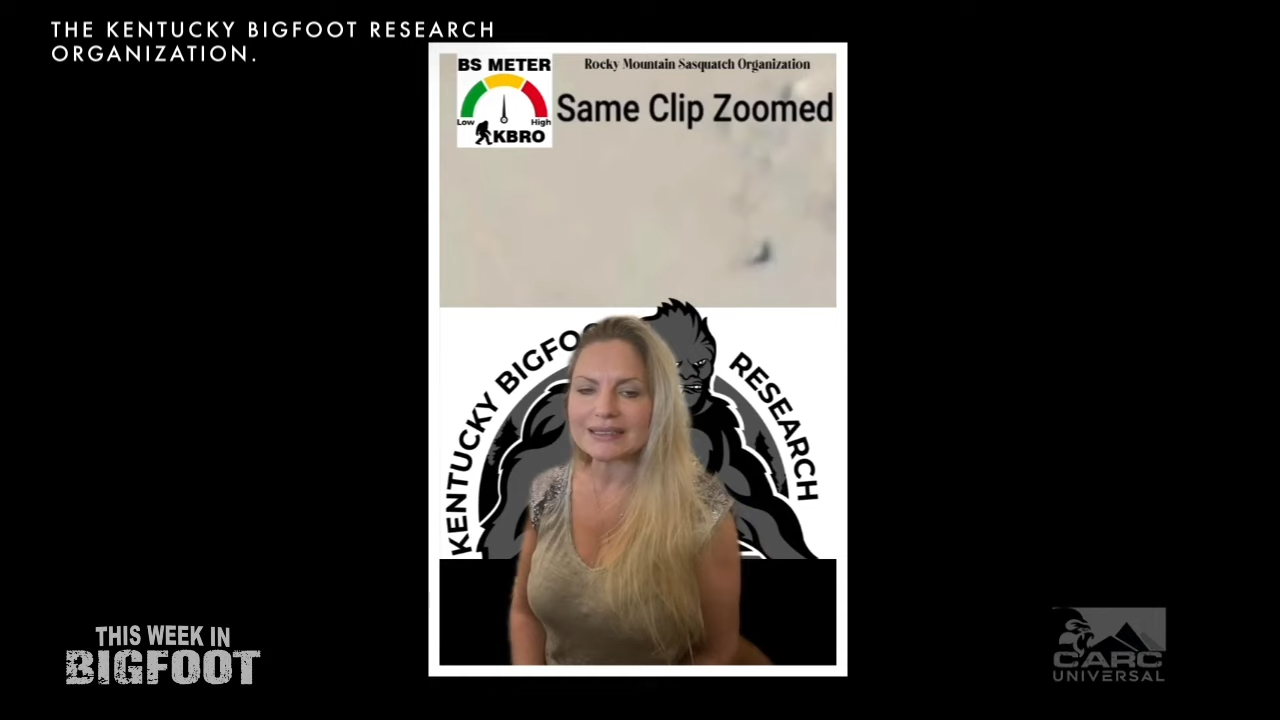 THE KENTUCKY BIGFOOT RESEARCH
ORGANIZATION.
BS METER
Low
High
KBRO
Rocky Mountain Sasquatch Organization
Same Clip Zoomed
KENTUCKY BIGFOO
RESEARCH
THIS WEEK IN
BIGFOOT
CARC
UNIVERSAL